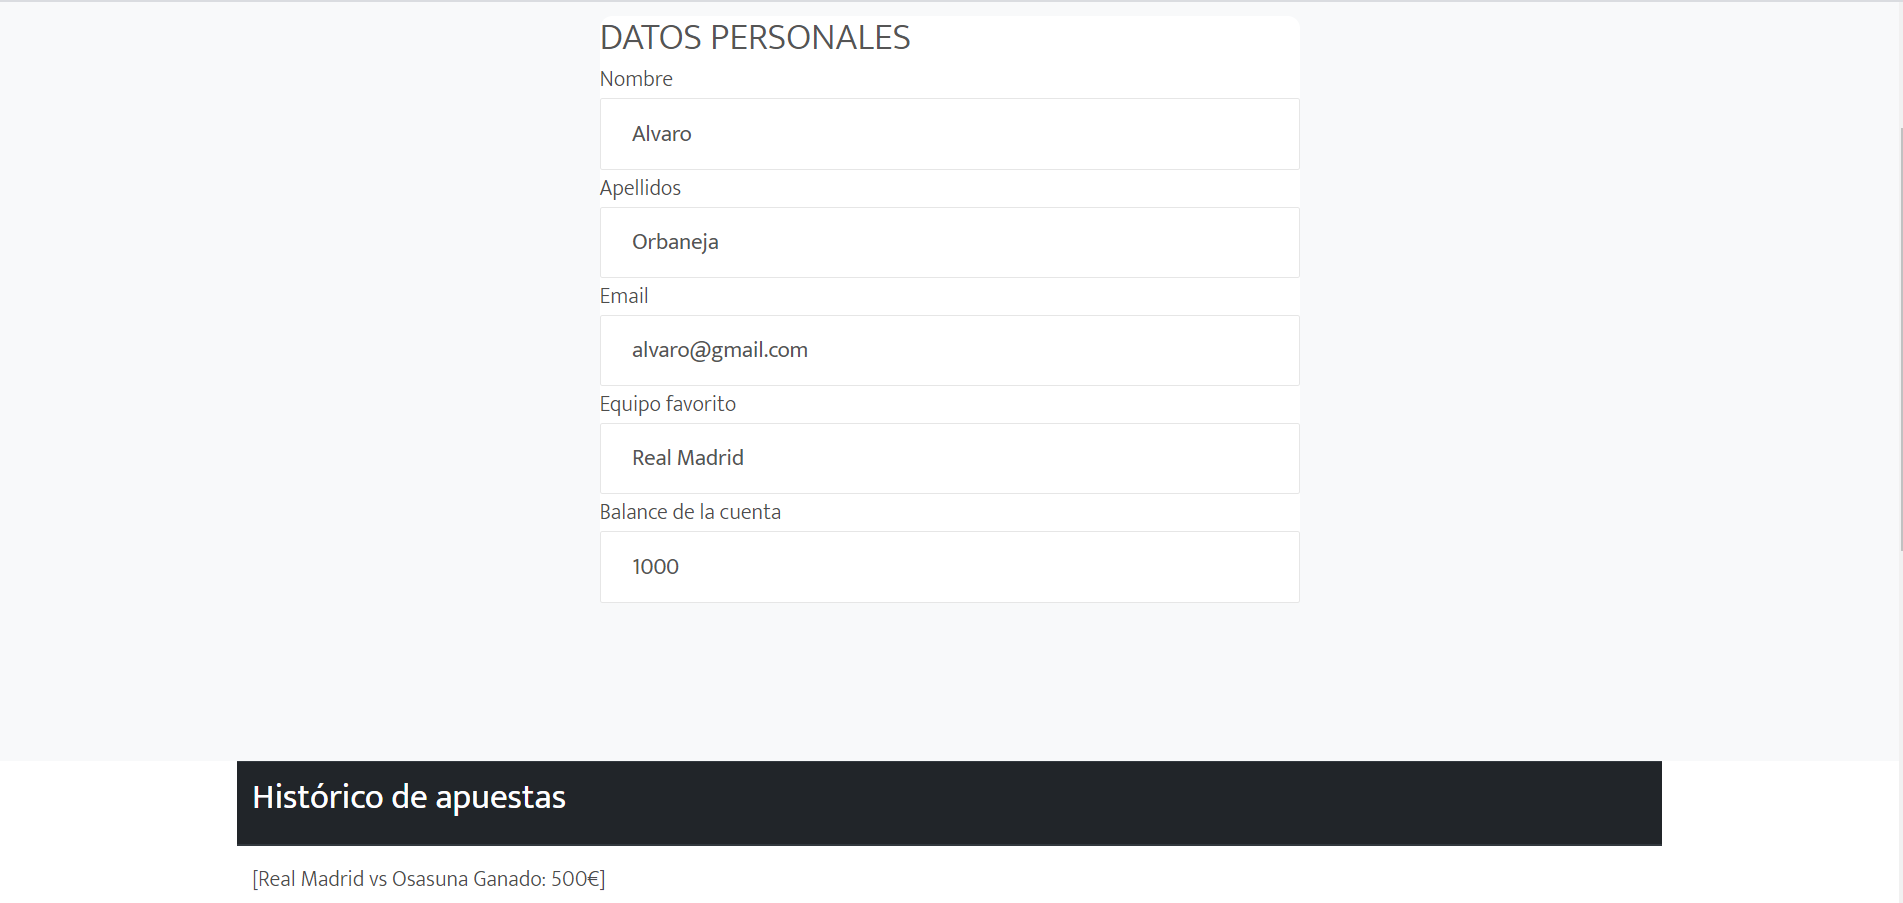 DATOS PERSONALES
Nombre
Alvaro
Apellidos
Orbaneja
Email
alvaro@gmail.com
Equipo favorito
Real Madrid
Balance de la cuenta
1000
Histórico de apuestas
[Real Madrid vs Osasuna Ganado: 500€]